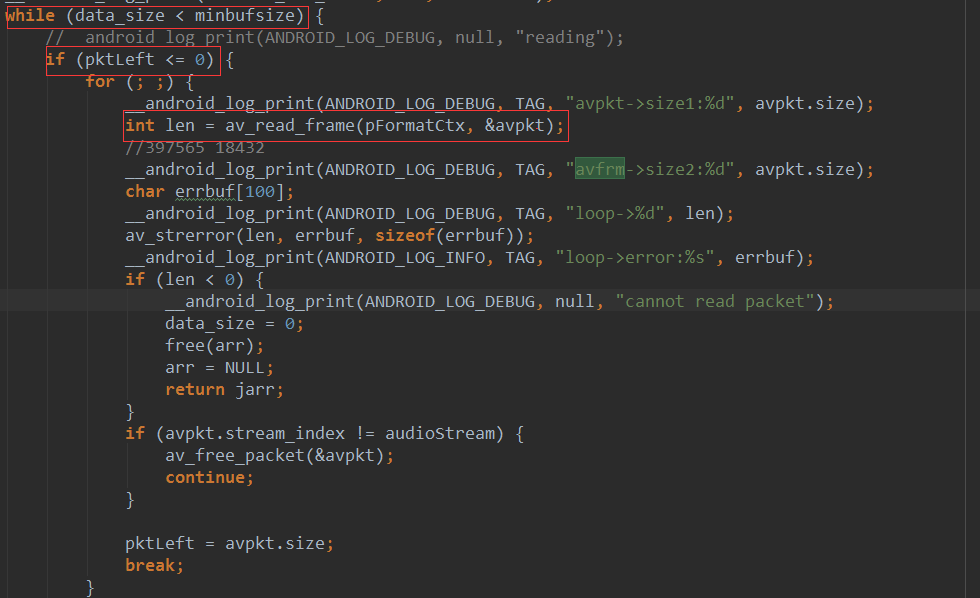 while (data_size < minbufsize) {
// android log print(ANDROID_LOG_DEBUG, null, "reading");
if (pktLeft <= 0) {
for (; ;) {
__android_log_print(ANDROID_LOG_DEBUG, TAG, "avpkt->size1:%d", avpkt.size);
int len = av_read_frame(pFormatCtx, &avpkt);
//397565 18432
__android_log_print(ANDROID_LOG_DEBUG, TAG, "avfrm->size2:%d", avpkt.size);
char errbuf[100];
__android_log_print(ANDROID_LOG_DEBUG, TAG, "loop->%d", len);
av_strerror(len, errbuf, sizeof(errbuf));
__android_log_print(ANDROID_LOG_INFO, TAG, "loop->error:%s", errbuf);
if (len < 0) {
__android_log_print(ANDROID_LOG_DEBUG, null, "cannot read packet");
data_size = 0;
free(arr);
arr = NULL;
return jarr;
}
if (avpkt.stream_index != audioStream) {
av_free_packet(&avpkt);
continue;
}
pktLeft = avpkt.size;
break;
}